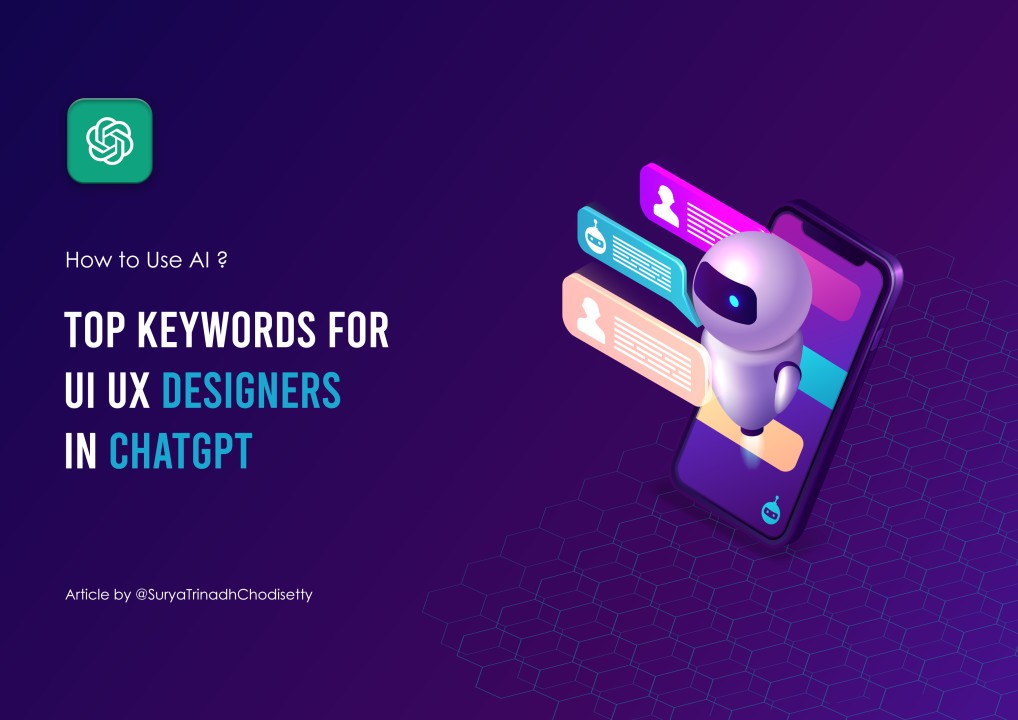 How to Use AI ?
TOP KEYWORDS FOR
UI UX DESIGNERS
IN CHATGPT
Article by @SuryaTrinadhChodisetty